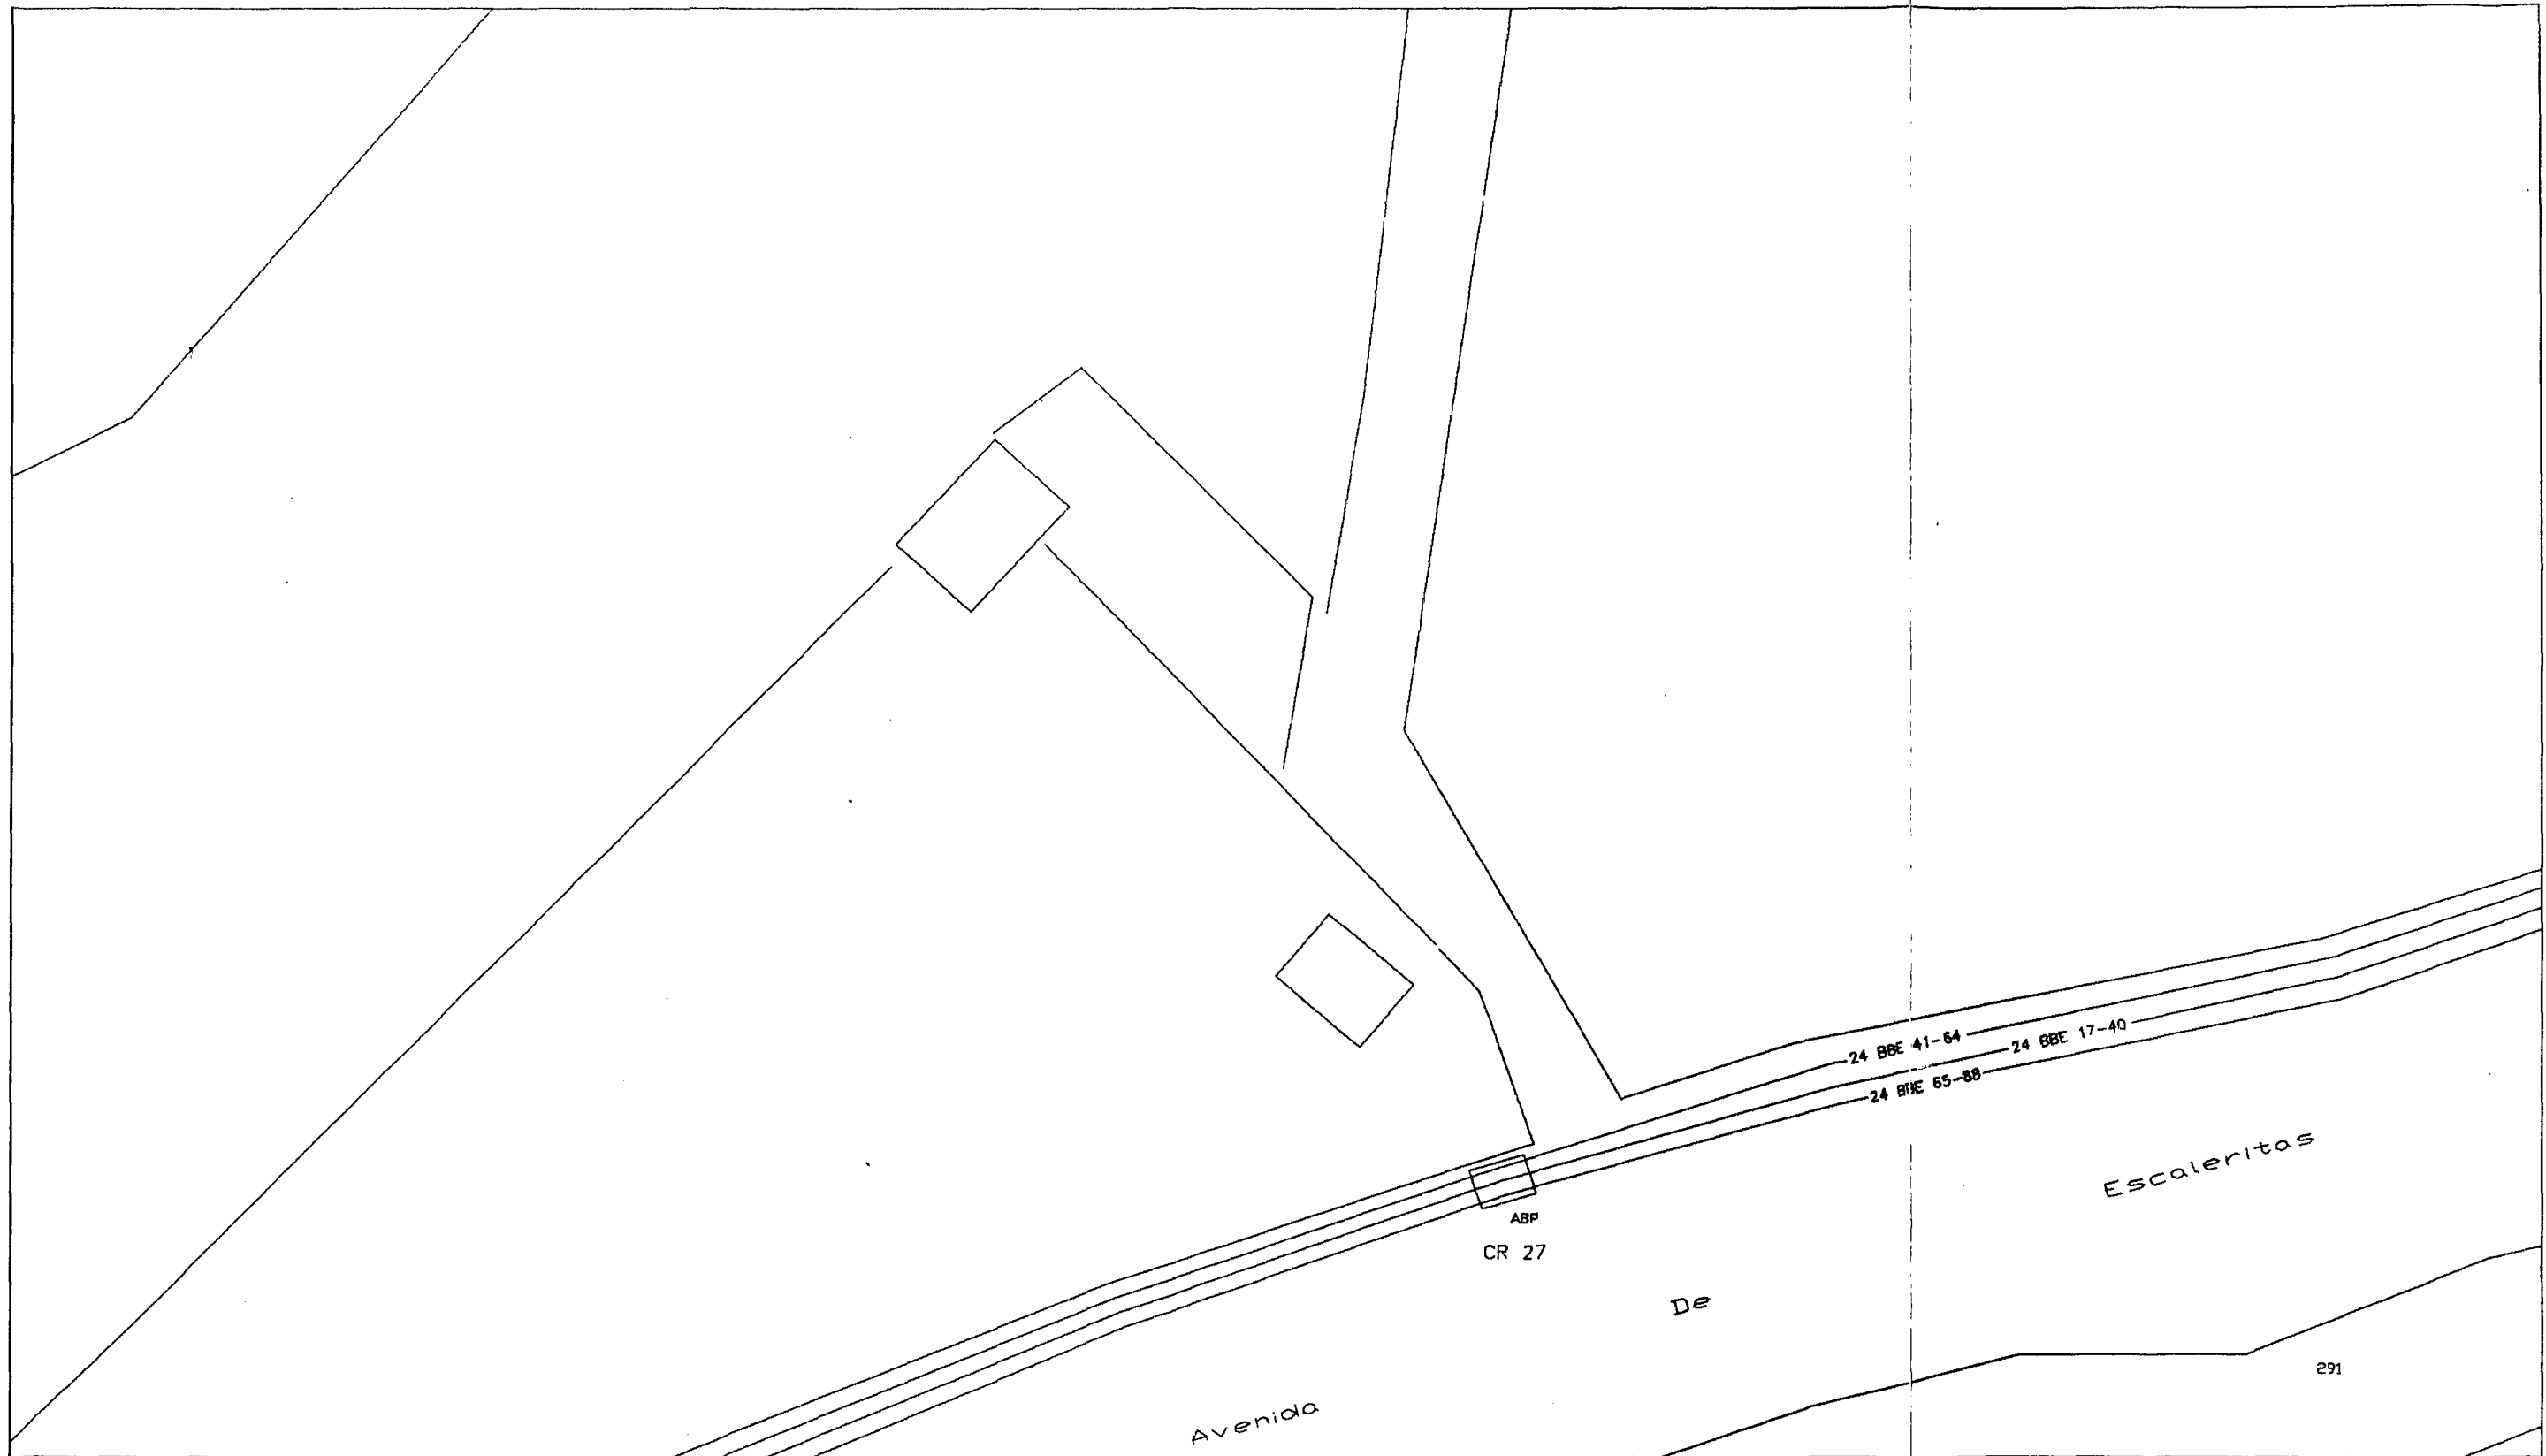 24 BBE 41-64
24 BBE 17-40
24 BBE 65-88
Avenida De Escaleritas
ABP
CR 27
291